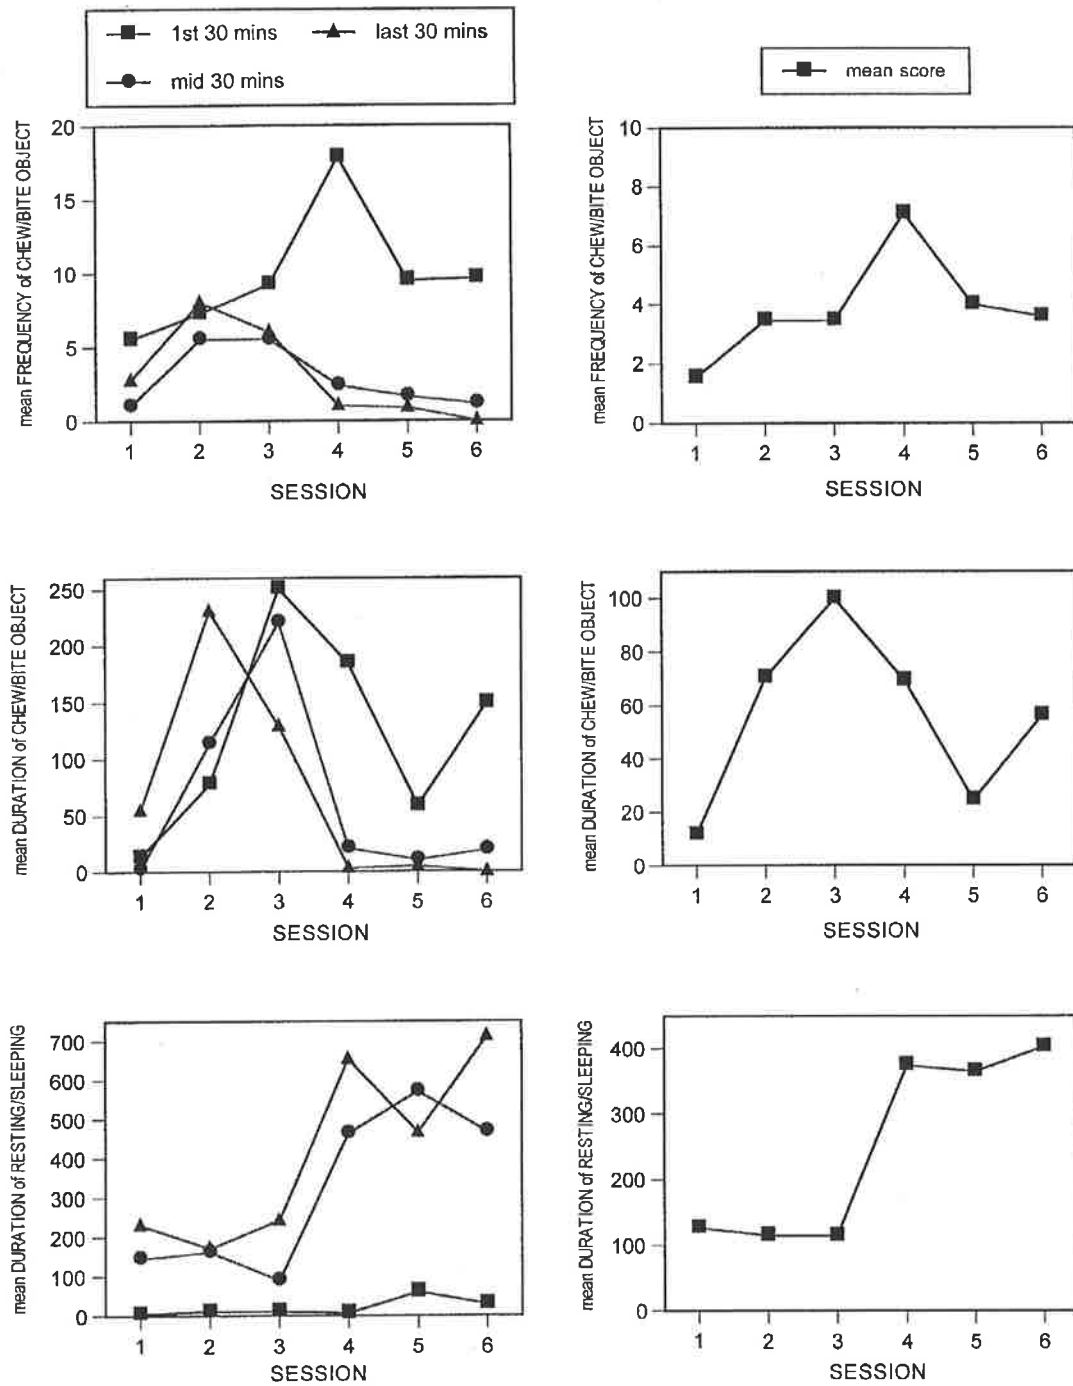 1st 30 mins
last 30 mins
mid 30 mins
mean FREQUENCY of CHEW/BITE OBJECT
20
15
10
5
0
1 2 3 4 5 6
SESSION
mean score
mean FREQUENCY of CHEW/BITE OBJECT
10
8
6
4
2
0
1 2 3 4 5 6
SESSION
mean DURATION of CHEW/BITE OBJECT
250
200
150
100
50
0
1 2 3 4 5 6
SESSION
mean DURATION of CHEW/BITE OBJECT
100
80
60
40
20
0
1 2 3 4 5 6
SESSION
mean DURATION of RESTING/SLEEPING
700
600
500
400
300
200
100
0
1 2 3 4 5 6
SESSION
mean DURATION of RESTING/SLEEPING
400
300
200
100
0
1 2 3 4 5 6
SESSION